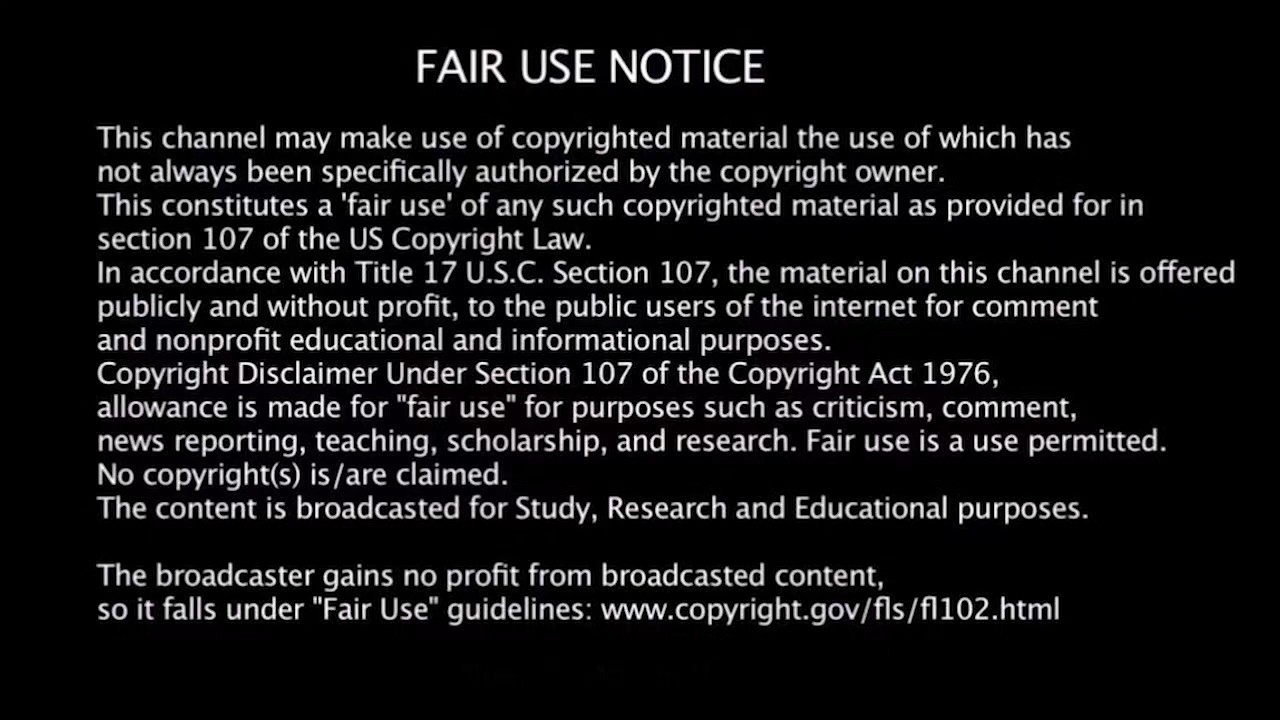 FAIR USE NOTICE
This channel may make use of copyrighted material the use of which has
not always been specifically authorized by the copyright owner.
This constitutes a 'fair use' of any such copyrighted material as provided for in
section 107 of the US Copyright Law.
In accordance with Title 17 U.S.C. Section 107, the material on this channel is offered
publicly and without profit, to the public users of the internet for comment
and nonprofit educational and informational purposes.
Copyright Disclaimer Under Section 107 of the Copyright Act 1976,
allowance is made for "fair use" for purposes such as criticism, comment,
news reporting, teaching, scholarship, and research. Fair use is a use permitted.
No copyright(s) is/are claimed.
The content is broadcasted for Study, Research and Educational purposes.
The broadcaster gains no profit from broadcasted content,
so it falls under "Fair Use" guidelines: www.copyright.gov/fls/fl102.html